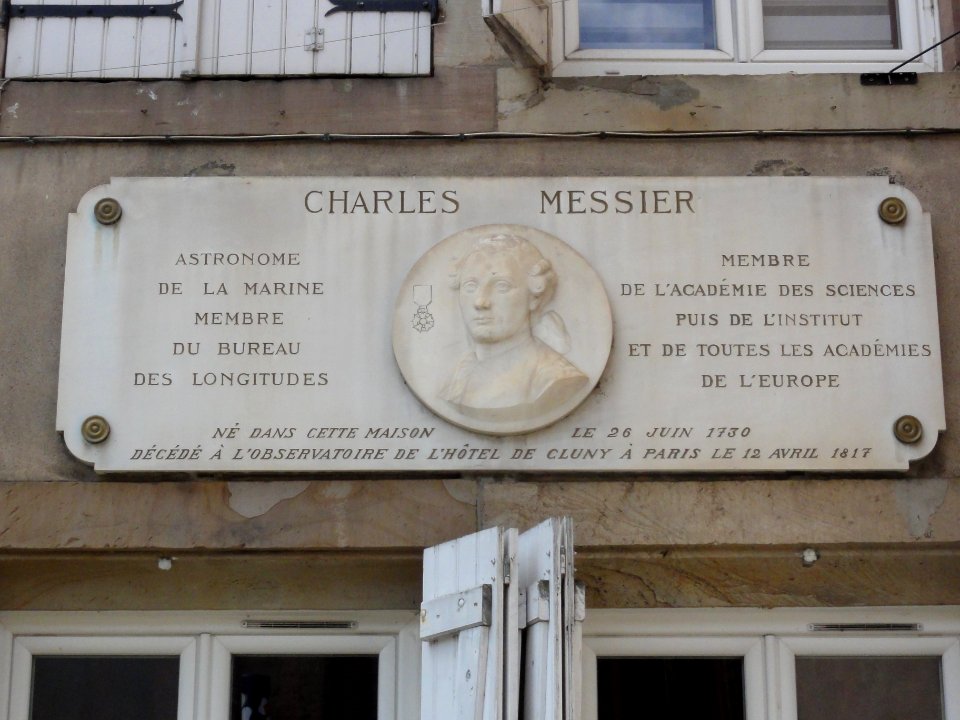 CHARLES MESSIER
ASTRONOME
DE LA MARINE
MEMBRE
DU BUREAU
DES LONGITUDES
MEMBRE
DE L'ACADÉMIE DES SCIENCES
PUIS DE L'INSTITUT
ET DE TOUTES LES ACADÉMIES
DE L'EUROPE
NÉ DANS CETTE MAISON LE 26 JUIN 1730
DÉCÉDÉ À L'OBSERVATOIRE DE L'HÔTEL DE CLUNY À PARIS LE 12 AVRIL 1817